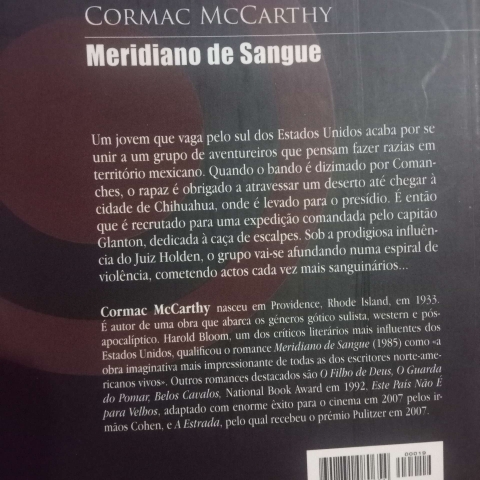 CORMAC MCCARTHY
Meridiano de Sangue
Um jovem que vaga pelo sul dos Estados Unidos acaba por se
unir a um grupo de aventureiros que pensam fazer razias em
território mexicano. Quando o bando é dizimado por Coman-
ches, o rapaz é obrigado a atravessar um deserto até chegar à
cidade de Chihuahua, onde é levado para o presídio. É então
que é recrutado para uma expedição comandada pelo capitão
Glanton, dedicada à caça de escalpes. Sob a prodigiosa influên-
cia do Juiz Holden, o grupo vai-se afundando numa espiral de
violência, cometendo actos cada vez mais sanguinários...
Cormac McCarthy nasceu em Providence, Rhode Island, em 1933.
É autor de uma obra que abarca os géneros gótico sulista, western e pós-
apocalíptico. Harold Bloom, um dos críticos literários mais influentes dos
Estados Unidos, qualificou o romance Meridiano de Sangue (1985) como «a
obra imaginativa mais impressionante de todas as dos escritores norte-ame-
ricanos vivos». Outros romances destacados são O Filho de Deus, O Guarda
do Pomar, Belos Cavalos, National Book Award em 1992, Este País Não É
para Velhos, adaptado com enorme êxito para o cinema em 2007 pelos ir-
mãos Cohen, e A Estrada, pelo qual recebeu o prémio Pulitzer em 2007.
00018